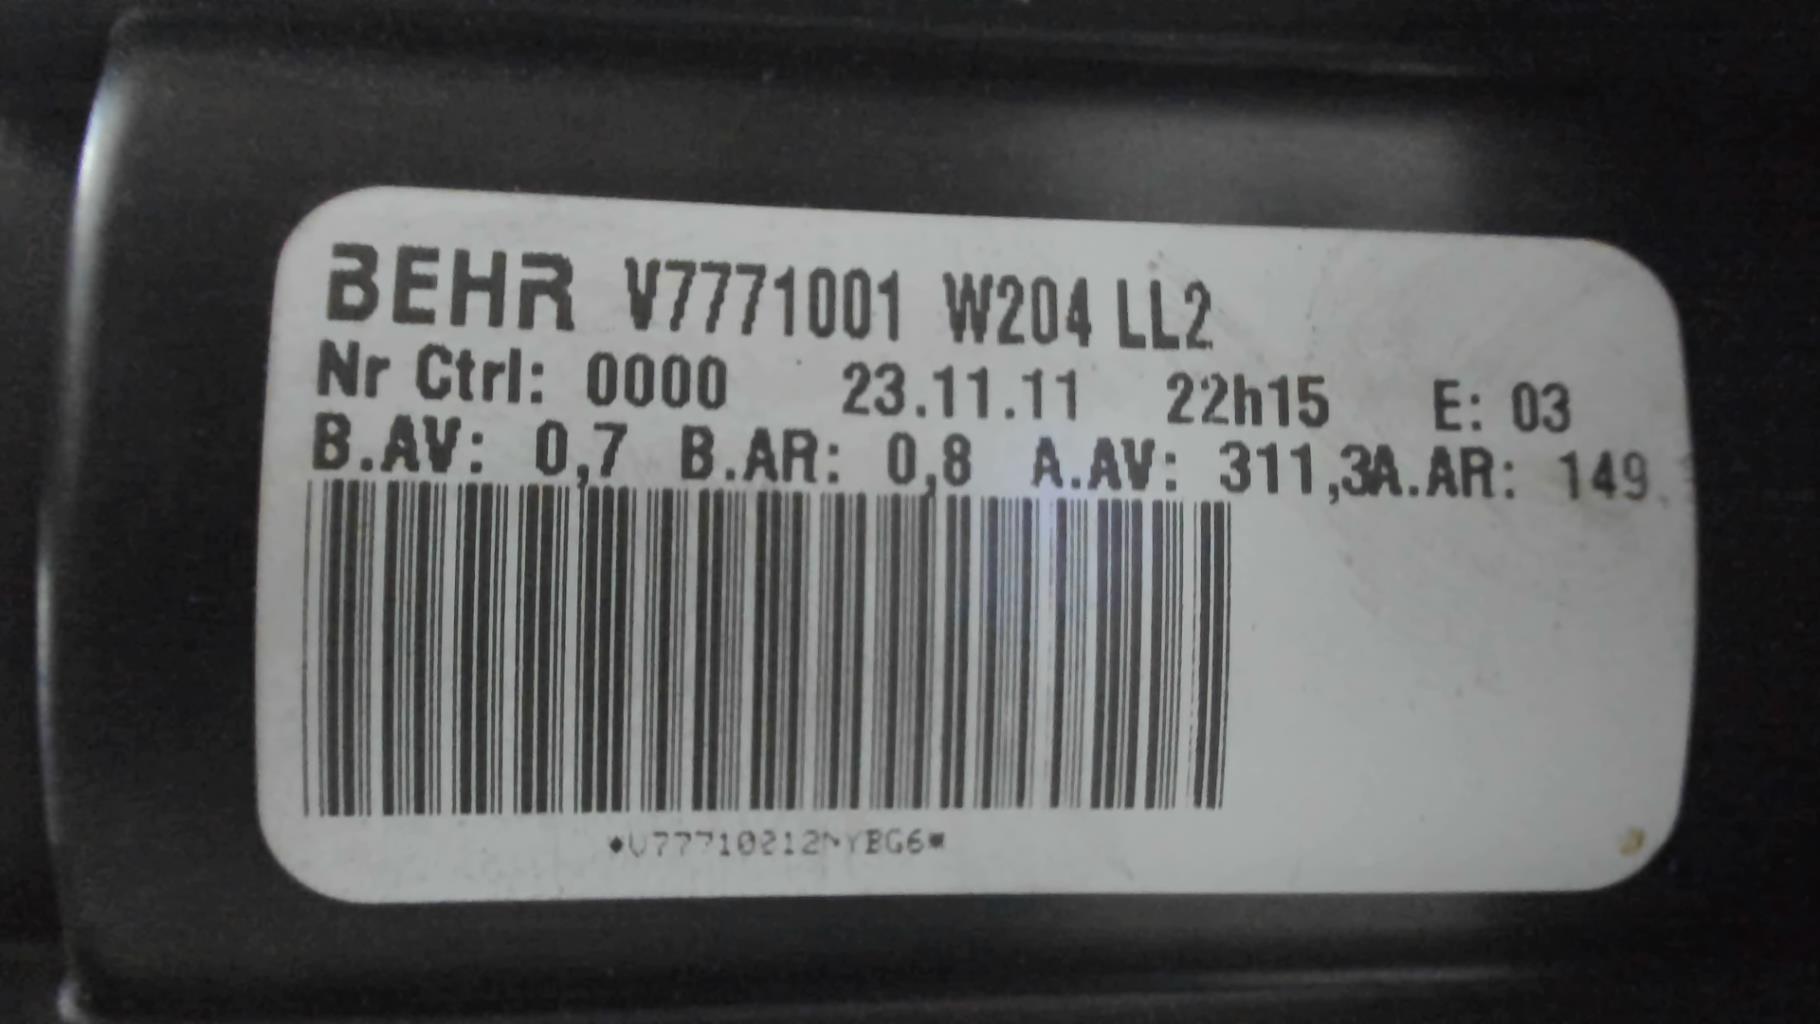 BEHR V7771001 W204 LL2
Nr Ctrl: 0000 23.11.11 22h15 E: 03
B.AV: 0,7 B.AR: 0,8 A.AV: 311,3A.AR: 149